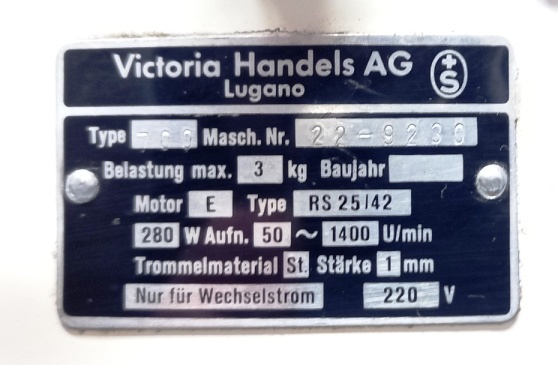 Victoria Handels AG
Lugano
+S
Type 700 Masch. Nr. 22-9230
Belastung max. 3 kg Baujahr
Motor E Type RS 25/42
280 W Aufn. 50 ~ 1400 U/min
Trommelmaterial St. Stärke 1 mm
Nur für Wechselstrom 220 V